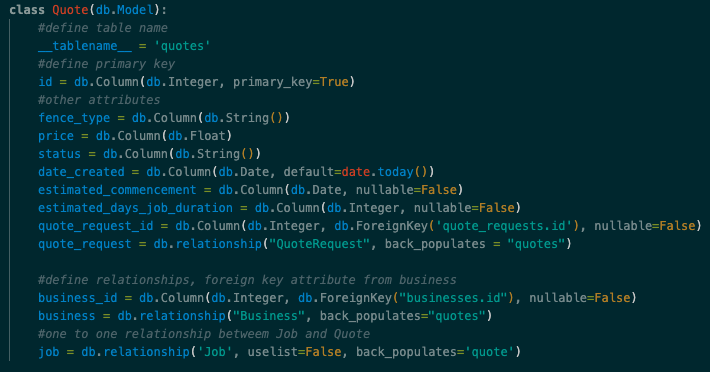 class Quote(db.Model):
    #define table name
    __tablename__ = 'quotes'
    #define primary key
    id = db.Column(db.Integer, primary_key=True)
    #other attributes
    fence_type = db.Column(db.String())
    price = db.Column(db.Float)
    status = db.Column(db.String())
    date_created = db.Column(db.Date, default=date.today())
    estimated_commencement = db.Column(db.Date, nullable=False)
    estimated_days_job_duration = db.Column(db.Integer, nullable=False)
    quote_request_id = db.Column(db.Integer, db.ForeignKey('quote_requests.id'), nullable=False)
    quote_request = db.relationship("QuoteRequest", back_populates = "quotes")

    #define relationships, foreign key attribute from business
    business_id = db.Column(db.Integer, db.ForeignKey("businesses.id"), nullable=False)
    business = db.relationship("Business", back_populates="quotes")
    #one to one relationship betweem Job and Quote
    job = db.relationship('Job', uselist=False, back_populates='quote')